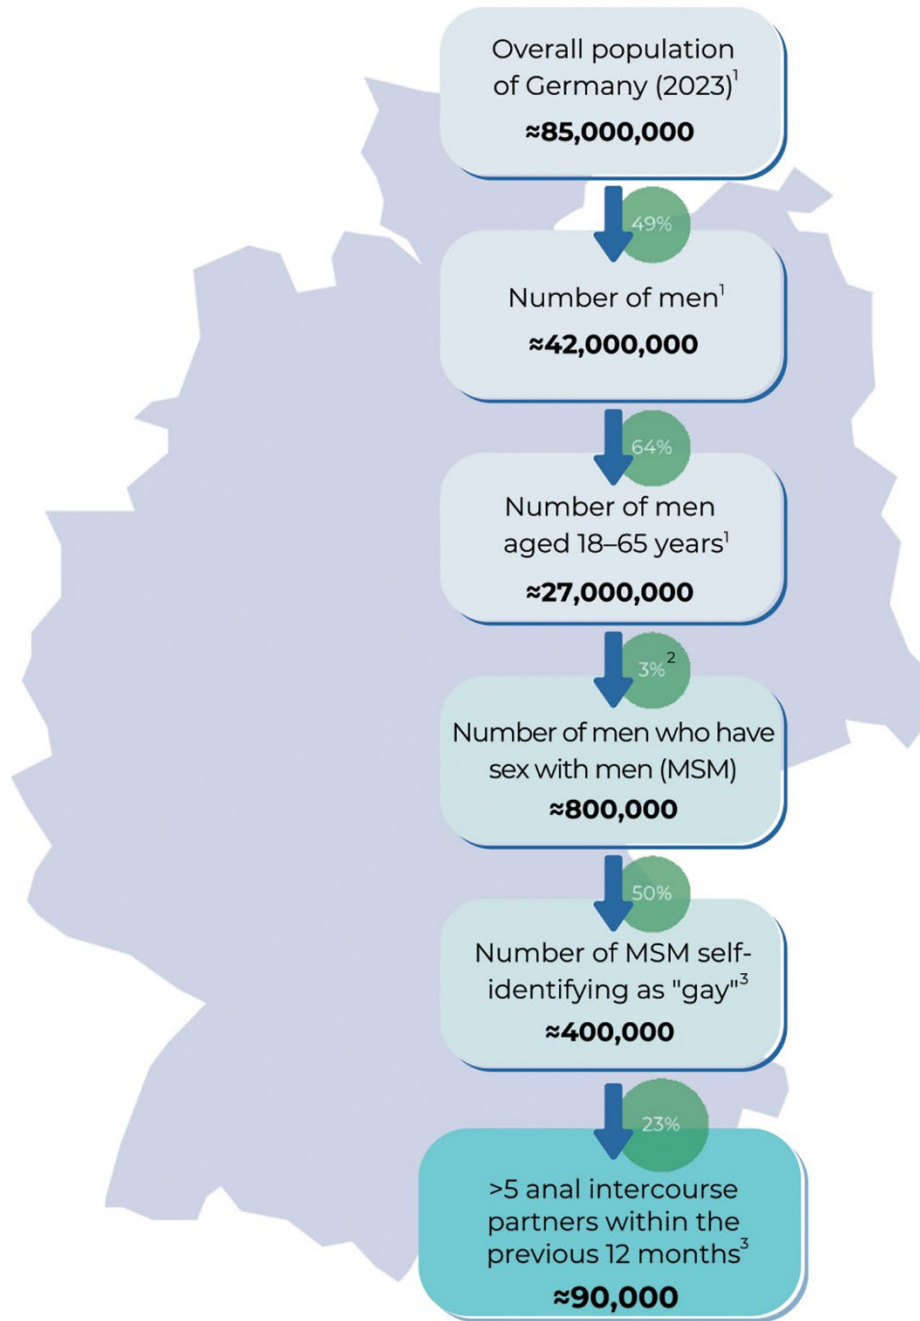 Overall population
of Germany (2023)¹
≈85,000,000
49%
Number of men¹
≈42,000,000
64%
Number of men
aged 18–65 years¹
≈27,000,000
3%²
Number of men who have
sex with men (MSM)
≈800,000
50%
Number of MSM self-
identifying as "gay"³
≈400,000
23%
>5 anal intercourse
partners within the
previous 12 months³
≈90,000